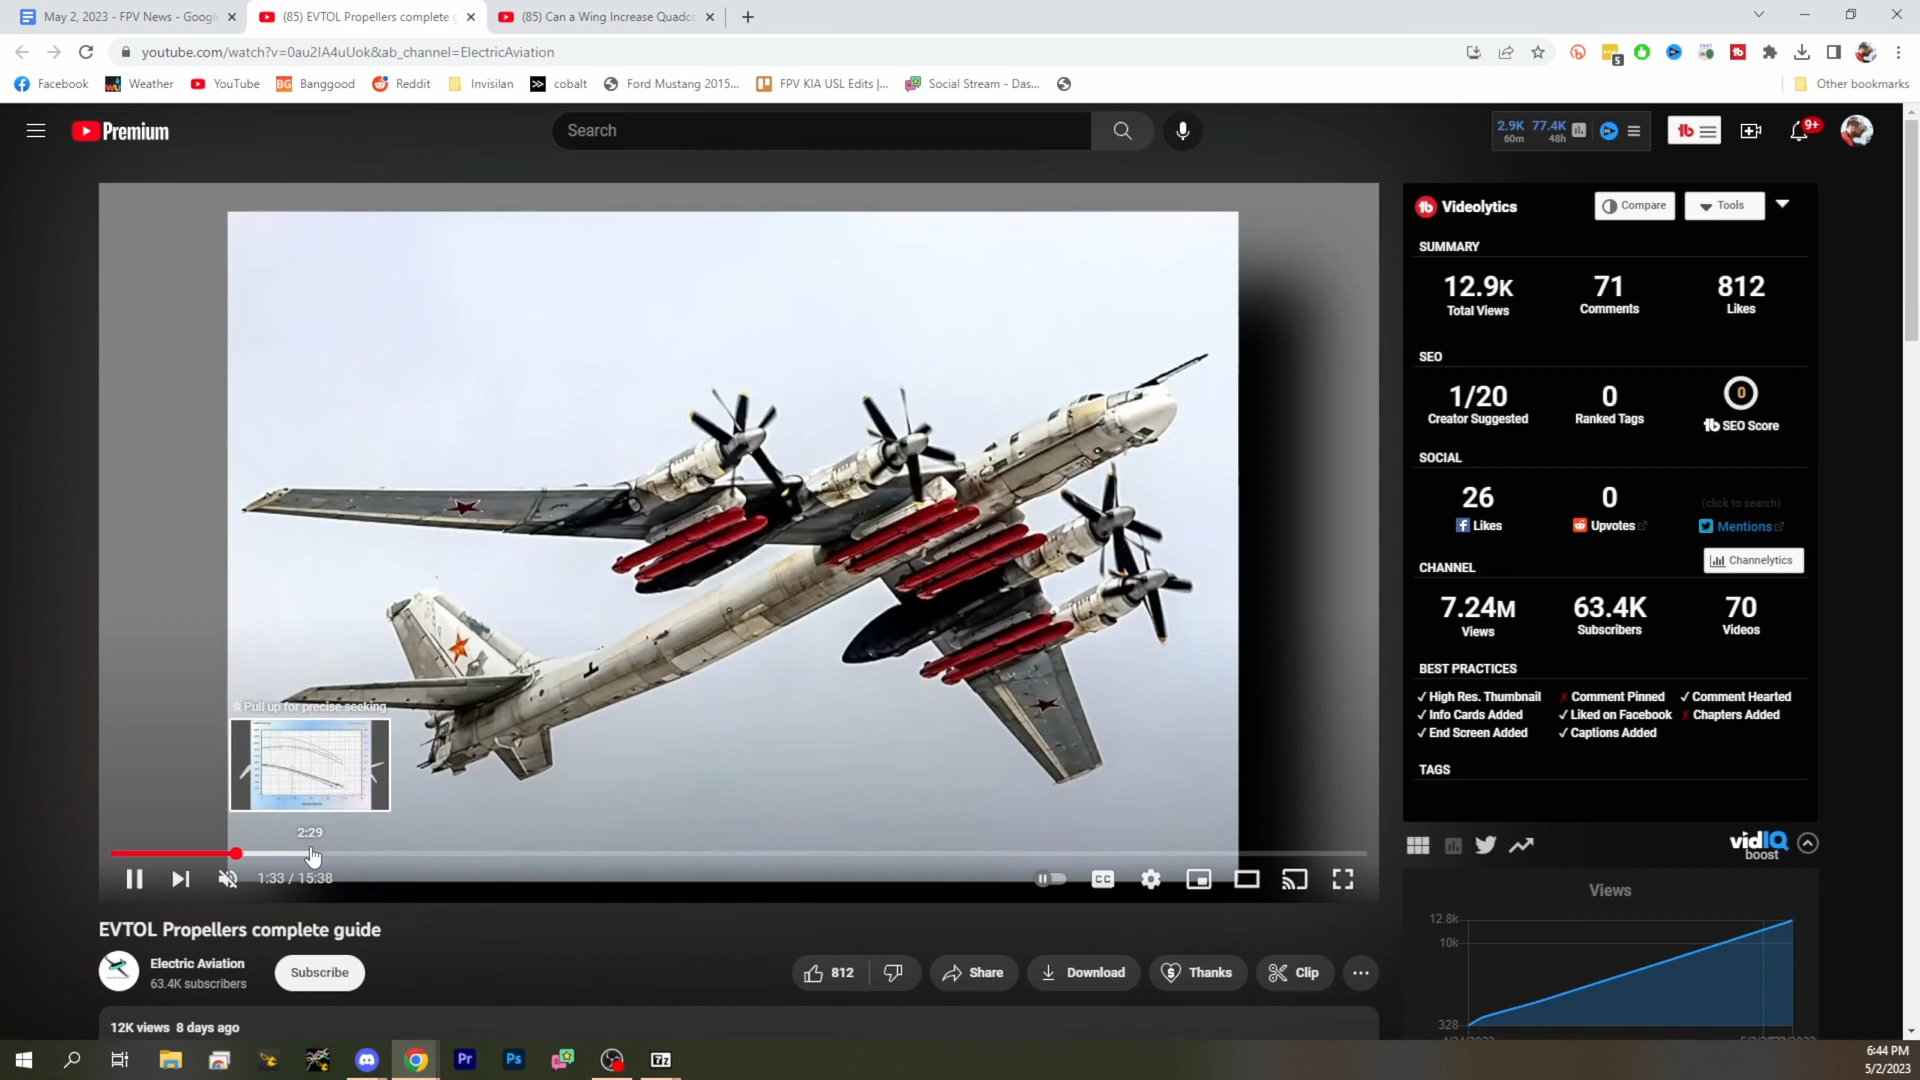 May 2, 2023 - FPV News - Googl
(85) EVTOL Propellers complete g
(85) Can a Wing Increase Quadco
youtube.com/watch?v=0au2IA4uUok&ab_channel=ElectricAviation
5
Facebook
Weather
YouTube
BG Banggood
Reddit
Invisilan
cobalt
Ford Mustang 2015...
FPV KIA USL Edits |...
Social Stream - Das...
Other bookmarks
Premium
Search
2.9K 77.4K
60m 48h
9+
Videolytics
Compare
Tools
SUMMARY
12.9K 71 812
Total Views Comments Likes
SEO
1/20 0 0
Creator Suggested Ranked Tags SEO Score
SOCIAL
26 0 (click to search)
Likes Upvotes Mentions
Channelytics
CHANNEL
7.24M 63.4K 70
Views Subscribers Videos
BEST PRACTICES
✓ High Res. Thumbnail ✗ Comment Pinned ✓ Comment Hearted
✓ Info Cards Added ✓ Liked on Facebook ✗ Chapters Added
✓ End Screen Added ✓ Captions Added
TAGS
Pull up for precise seeking
2:29
1:33 / 15:38
CC
vidIQ
boost
EVTOL Propellers complete guide
Electric Aviation
63.4K subscribers
Subscribe
812
Share
Download
Thanks
Clip
12K views 8 days ago
Views
12.8k
10k
328
Pr
Ps
7z
6:44 PM
5/2/2023